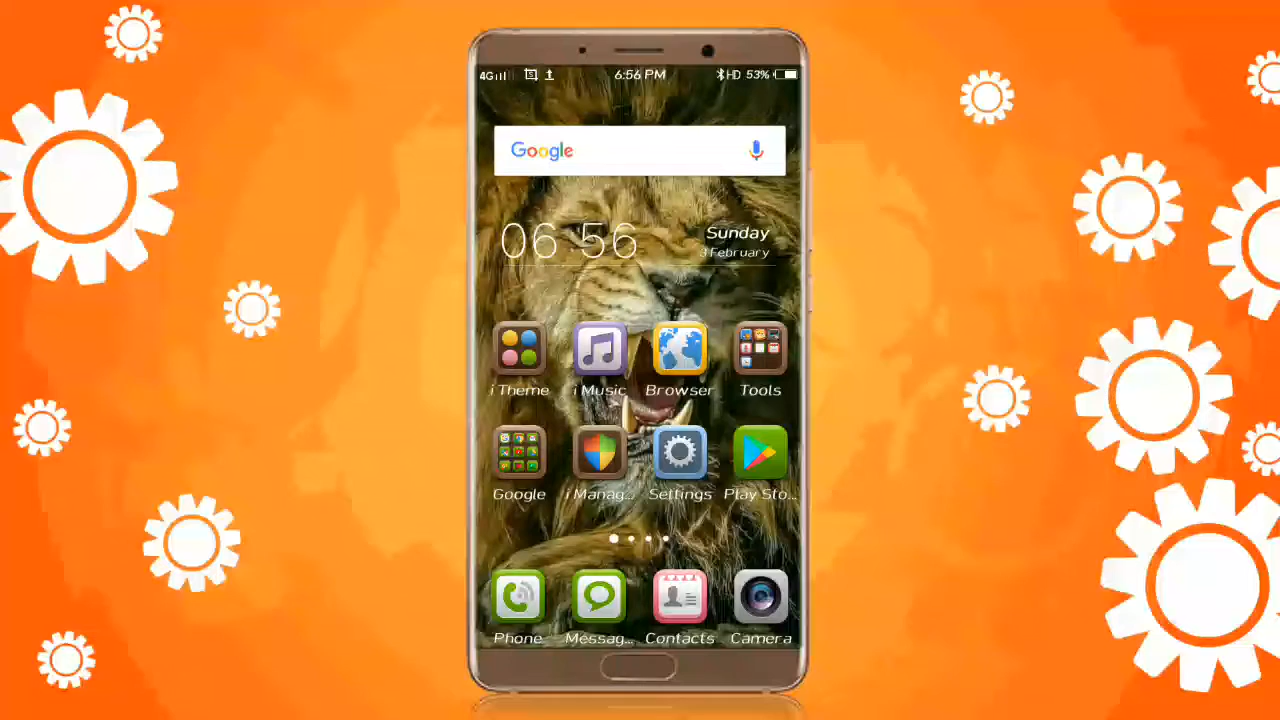 4G 6:56 PM HD 53%
Google
06:56
Sunday
3 February
i Theme i Music Browser Tools
Google i Manag... Settings Play Sto...
Phone Messag... Contacts Camera